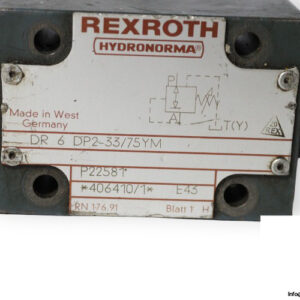 REXROTH
HYDRONORMA®
P
A
T(Y)
Made in West
Germany
DR 6 DP2-33/75YM
P22581
*406410/1* E43
RN 176.91 Blatt 1 H